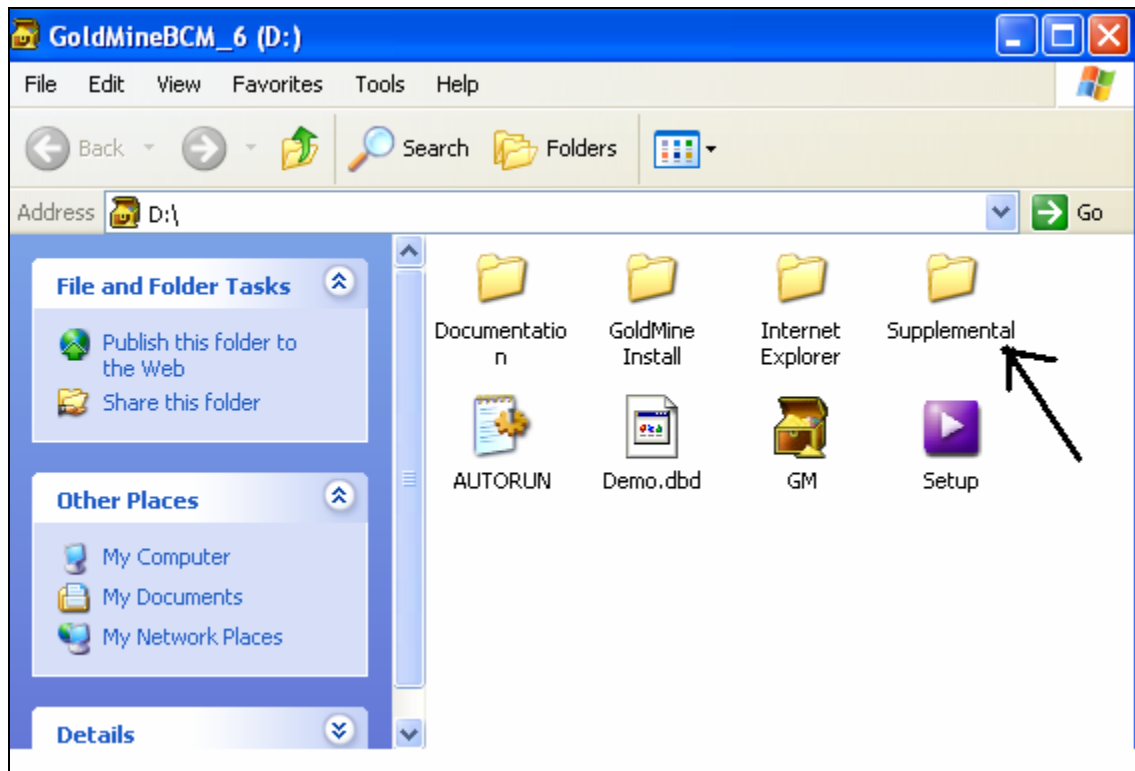 GoldMineBCM_6 (D:)
File Edit View Favorites Tools Help
Back Search Folders
Address D:\ Go
File and Folder Tasks
Publish this folder to
the Web
Share this folder
Other Places
My Computer
My Documents
My Network Places
Details
Documentatio
n
GoldMine
Install
Internet
Explorer
Supplemental
AUTORUN
Demo.dbd
GM
Setup